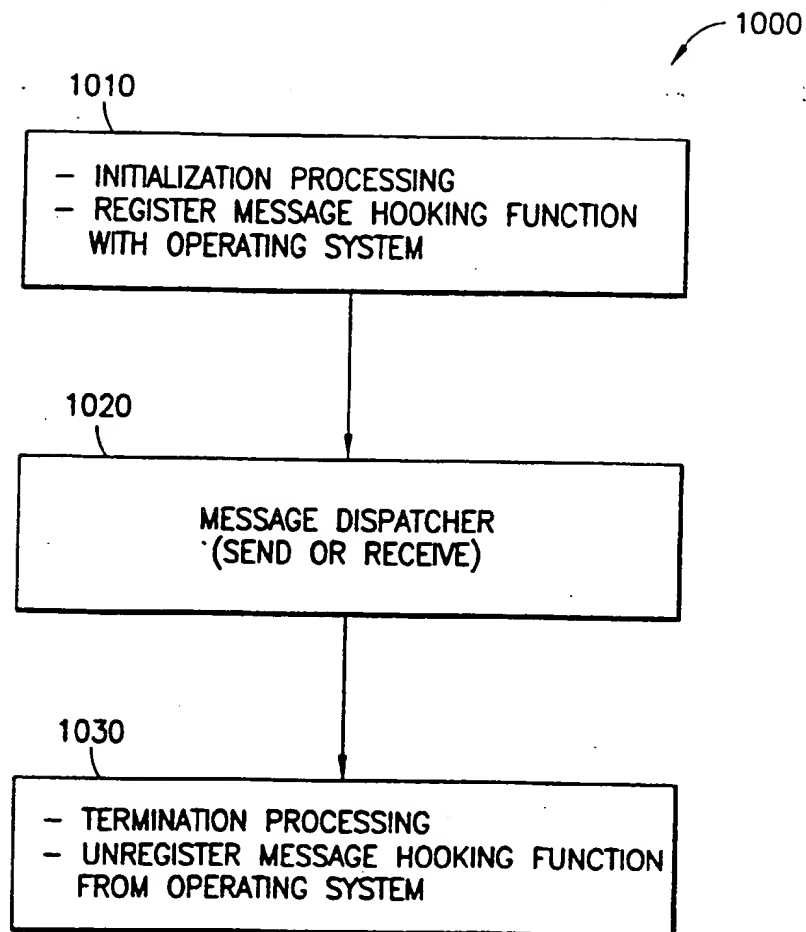 1000
1010
- INITIALIZATION PROCESSING
- REGISTER MESSAGE HOOKING FUNCTION
WITH OPERATING SYSTEM
1020
MESSAGE DISPATCHER
(SEND OR RECEIVE)
1030
- TERMINATION PROCESSING
- UNREGISTER MESSAGE HOOKING FUNCTION
FROM OPERATING SYSTEM